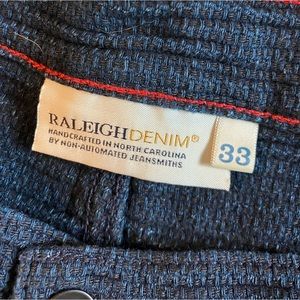 RALEIGHDENIM®
HANDCRAFTED IN NORTH CAROLINA
BY NON-AUTOMATED JEANSMITHS
33